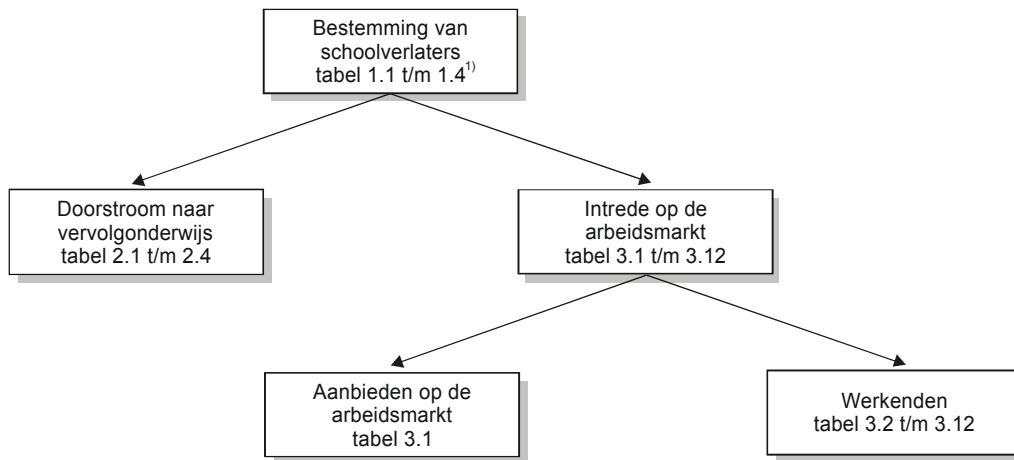 Bestemming van
schoolverlaters
tabel 1.1 t/m 1.4¹⁾
Doorstroom naar
vervolgonderwijs
tabel 2.1 t/m 2.4
Intrede op de
arbeidsmarkt
tabel 3.1 t/m 3.12
Aanbieden op de
arbeidsmarkt
tabel 3.1
Werkenden
tabel 3.2 t/m 3.12